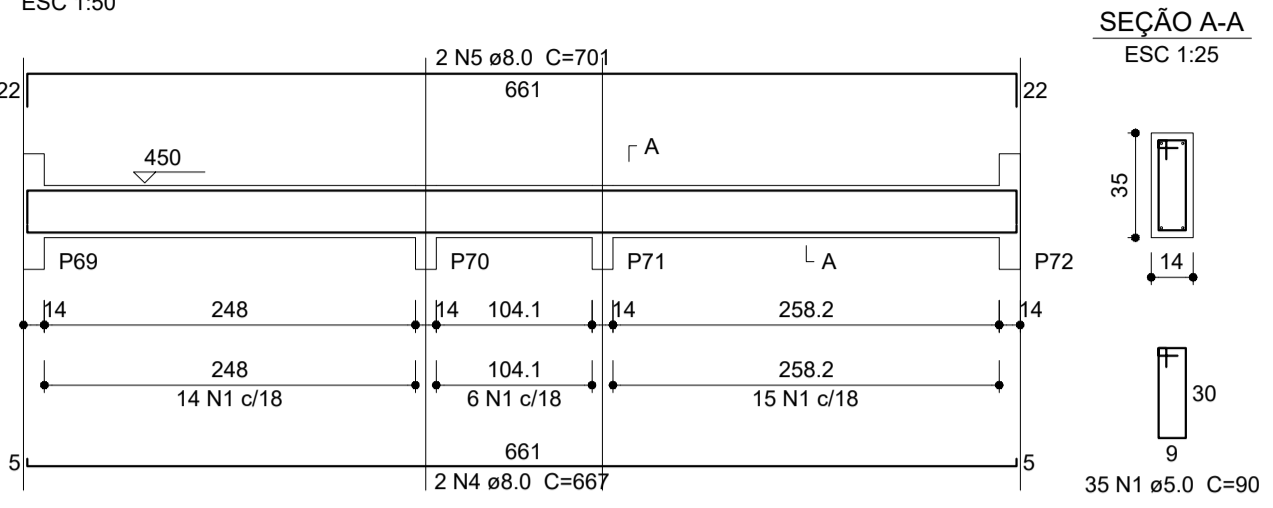 ESC 1:50
SEÇÃO A-A
ESC 1:25
2 N5 ø8.0 C=701
661
22
22
A
450
35
P69
P70
P71
A
P72
14
14
248
14
104.1
14
258.2
14
248
104.1
258.2
14 N1 c/18
6 N1 c/18
15 N1 c/18
30
9
661
5
5
2 N4 ø8.0 C=667
35 N1 ø5.0 C=90